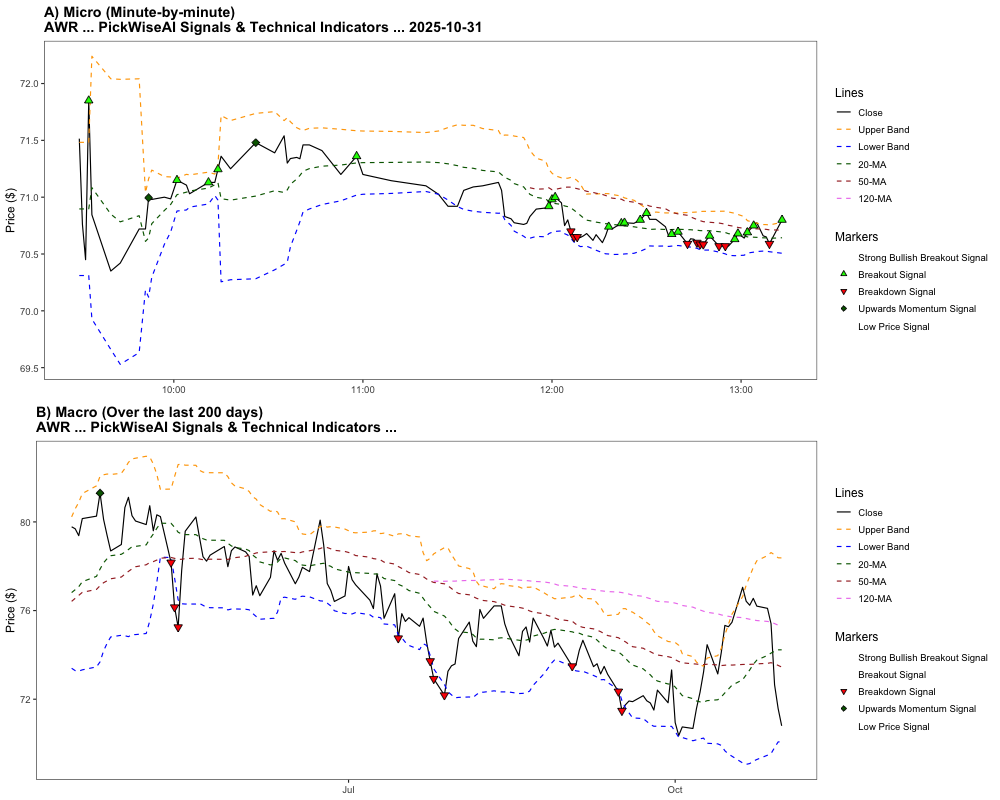 A) Micro (Minute-by-minute)
AWR ... PickWiseAI Signals & Technical Indicators ... 2025-10-31
Price ($)
72.0
71.5
71.0
70.5
70.0
69.5
10:00
11:00
12:00
13:00
Lines
Close
Upper Band
Lower Band
20-MA
50-MA
120-MA
Markers
Strong Bullish Breakout Signal
Breakout Signal
Breakdown Signal
Upwards Momentum Signal
Low Price Signal
B) Macro (Over the last 200 days)
AWR ... PickWiseAI Signals & Technical Indicators ...
Price ($)
80
76
72
Jul
Oct
Lines
Close
Upper Band
Lower Band
20-MA
50-MA
120-MA
Markers
Strong Bullish Breakout Signal
Breakout Signal
Breakdown Signal
Upwards Momentum Signal
Low Price Signal